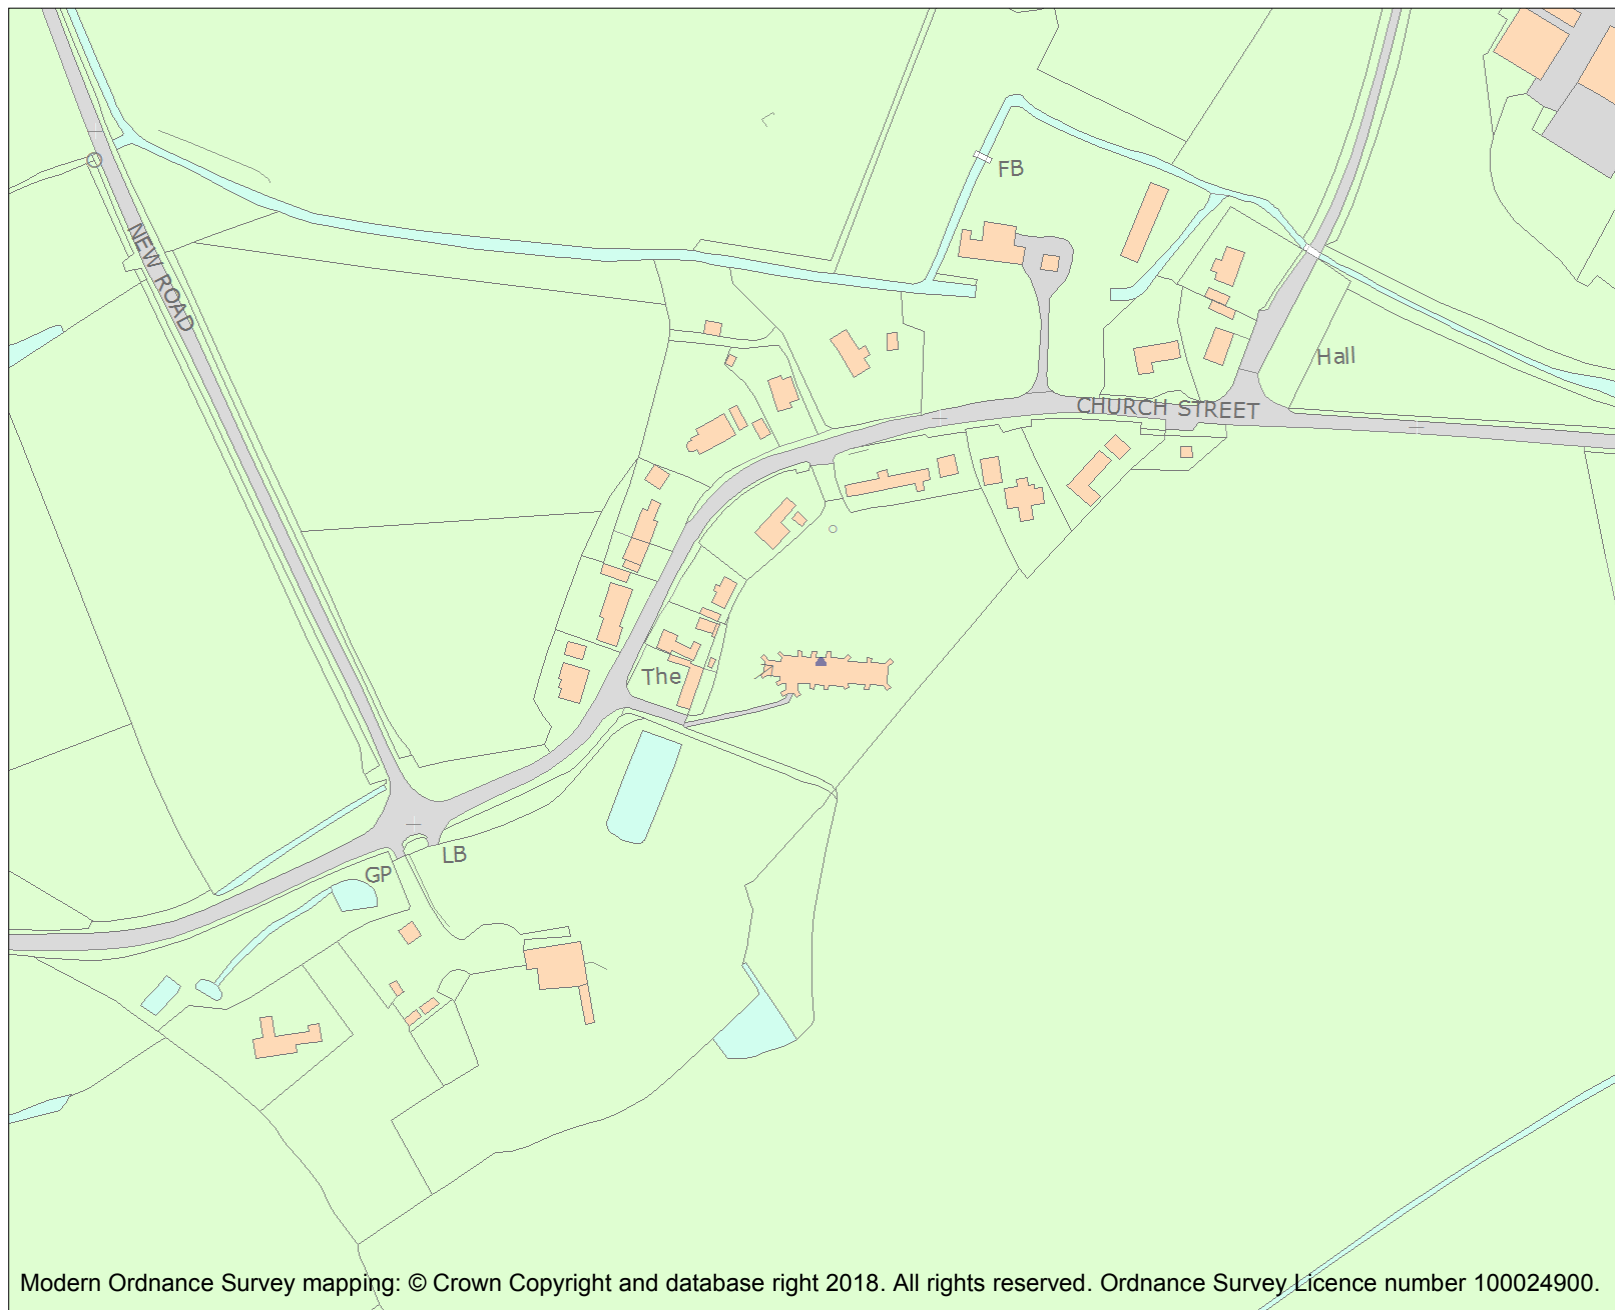 FB
NEW ROAD
Hall
CHURCH STREET
The
LB
GP
Modern Ordnance Survey mapping: © Crown Copyright and database right 2018. All rights reserved. Ordnance Survey Licence number 100024900.